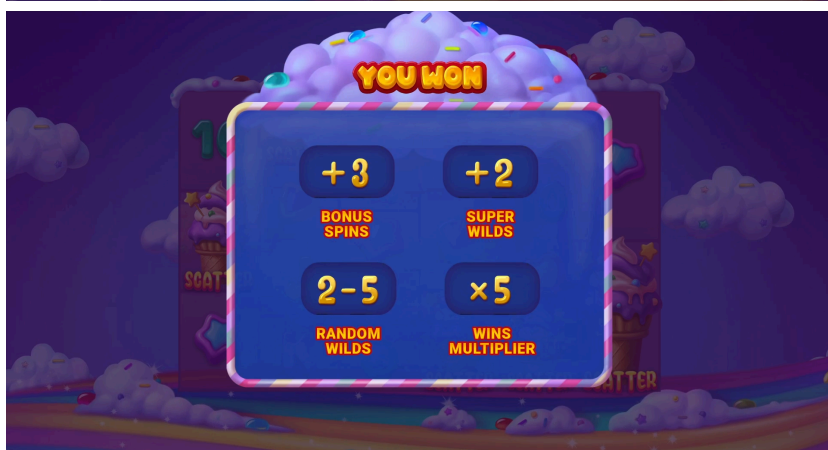 YOU WON
+3
+2
BONUS
SPINS
SUPER
WILDS
2-5
×5
RANDOM
WILDS
WINS
MULTIPLIER